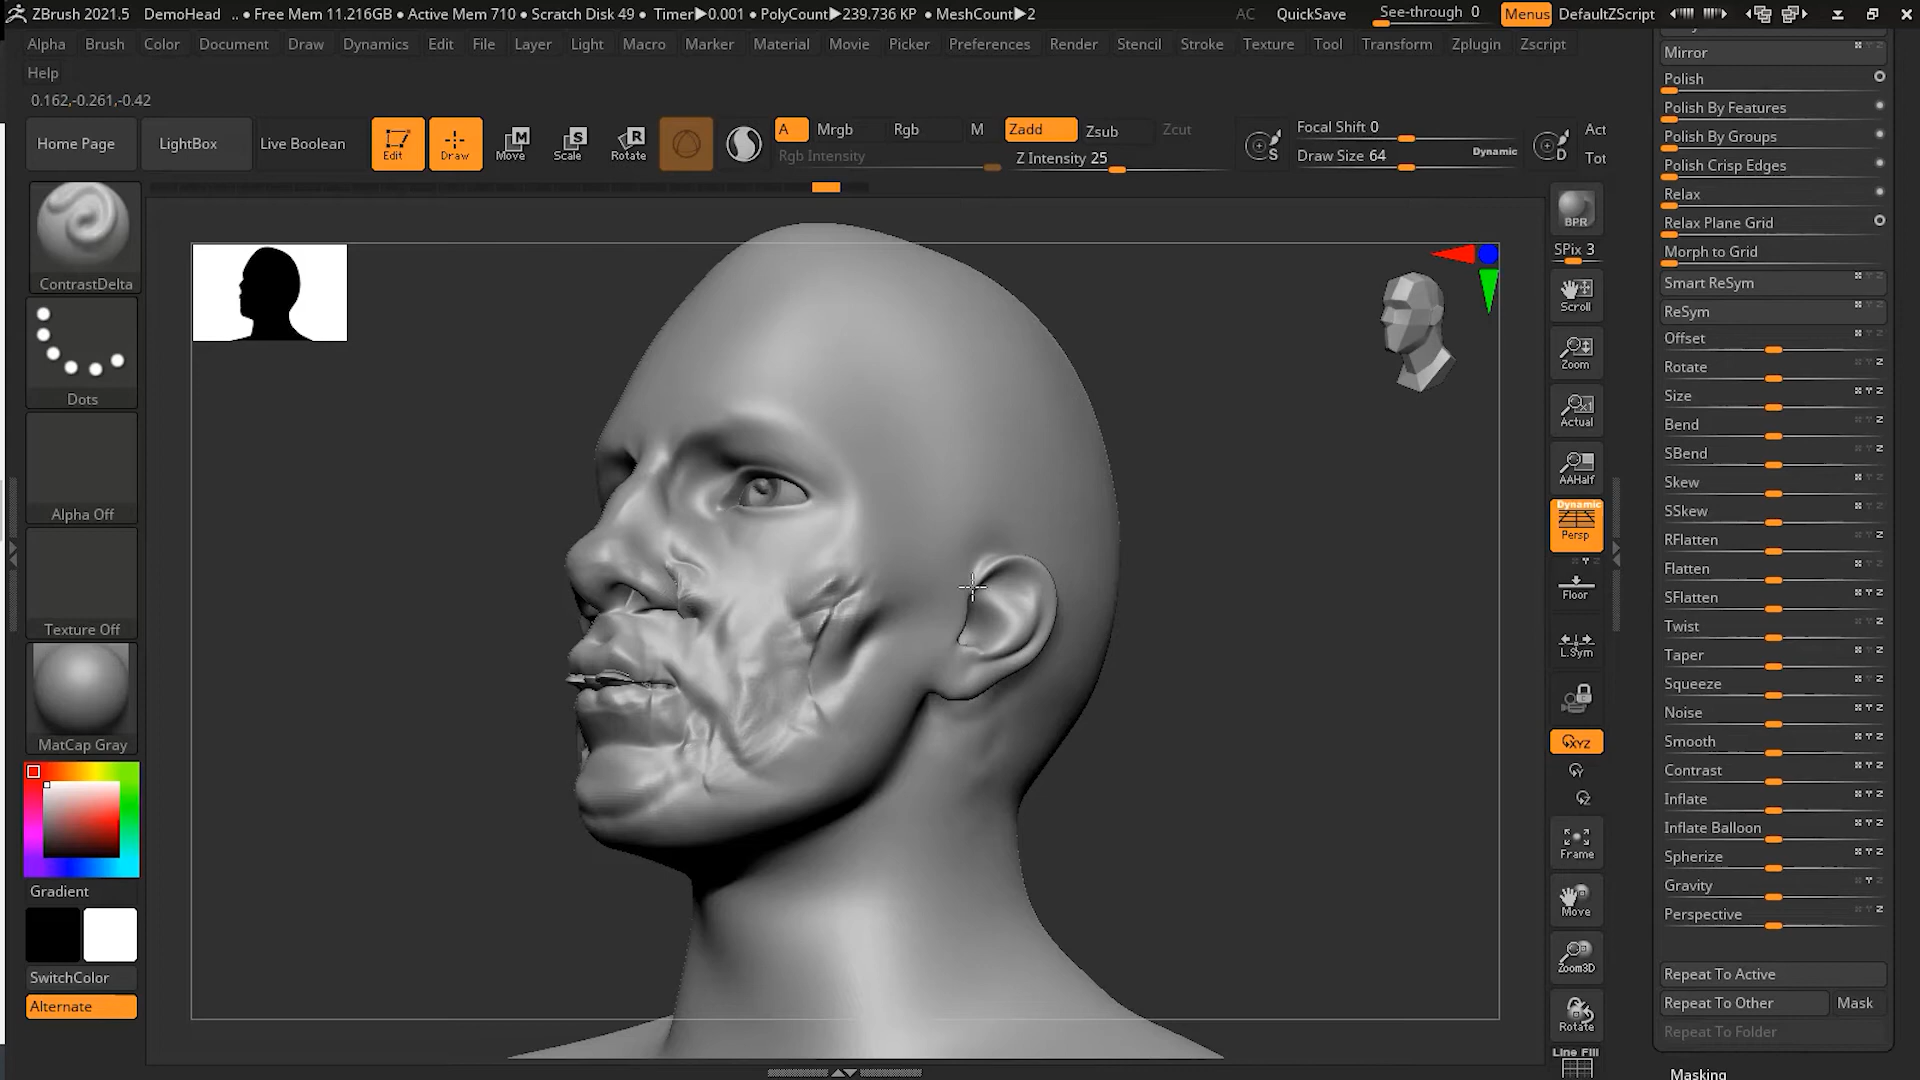 ZBrush 2021.5 DemoHead .. ● Free Mem 11.216GB ● Active Mem 710 ● Scratch Disk 49 ● Timer▶0.001 ● PolyCount▶239.736 KP ● MeshCount▶2 AC QuickSave See-through 0 Menus DefaultZScript
Alpha Brush Color Document Draw Dynamics Edit File Layer Light Macro Marker Material Movie Picker Preferences Render Stencil Stroke Texture Tool Transform Zplugin Zscript
Help
0.162,-0.261,-0.42
Home Page LightBox Live Boolean Edit Draw Move Scale Rotate
M S R
A Mrgb Rgb M Zadd Zsub Zcut
Rgb Intensity Z Intensity 25
S Focal Shift 0
Draw Size 64 Dynamic
D Act
Tot
ContrastDelta
Dots
Alpha Off
Texture Off
MatCap Gray
Gradient
SwitchColor
Alternate
BPR
SPix 3
Scroll
Zoom
Actual
AAHalf
Dynamic
Persp
Floor
L.Sym
XYZ
Y
Z
Frame
Move
Zoom3D
Rotate
Line Fill
Mirror
Polish
Polish By Features
Polish By Groups
Polish Crisp Edges
Relax
Relax Plane Grid
Morph to Grid
Smart ReSym
ReSym
Offset
Rotate
Size
Bend
SBend
Skew
SSkew
RFlatten
Flatten
SFlatten
Twist
Taper
Squeeze
Noise
Smooth
Contrast
Inflate
Inflate Balloon
Spherize
Gravity
Perspective
Repeat To Active
Repeat To Other Mask
Repeat To Folder
Masking